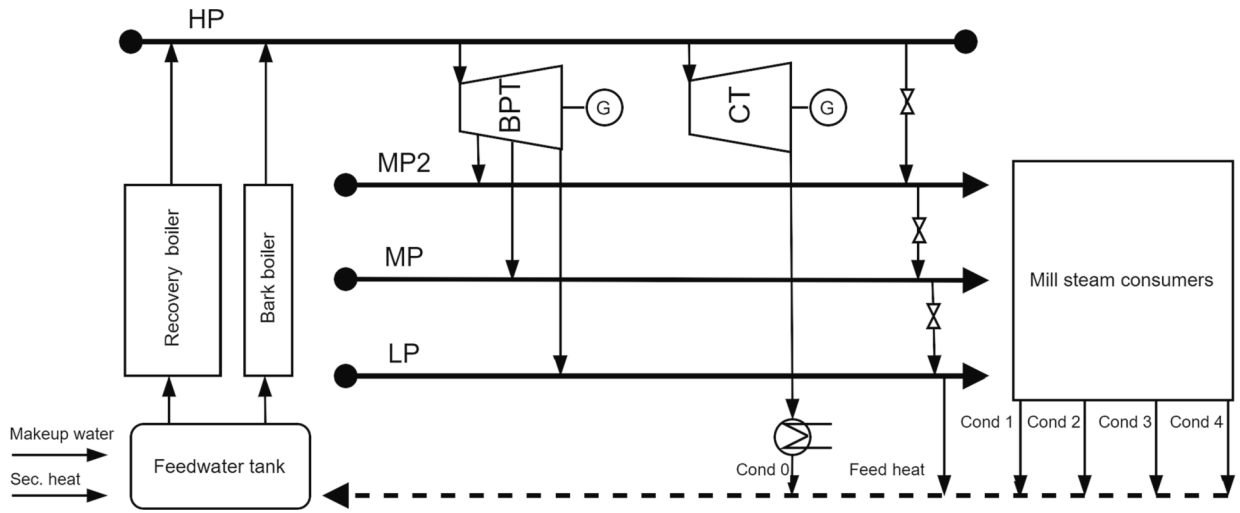 HP
BPT
G
CT
G
MP2
MP
LP
Recovery boiler
Bark boiler
Mill steam consumers
Cond 1
Cond 2
Cond 3
Cond 4
Makeup water
Sec. heat
Feedwater tank
Cond 0
Feed heat